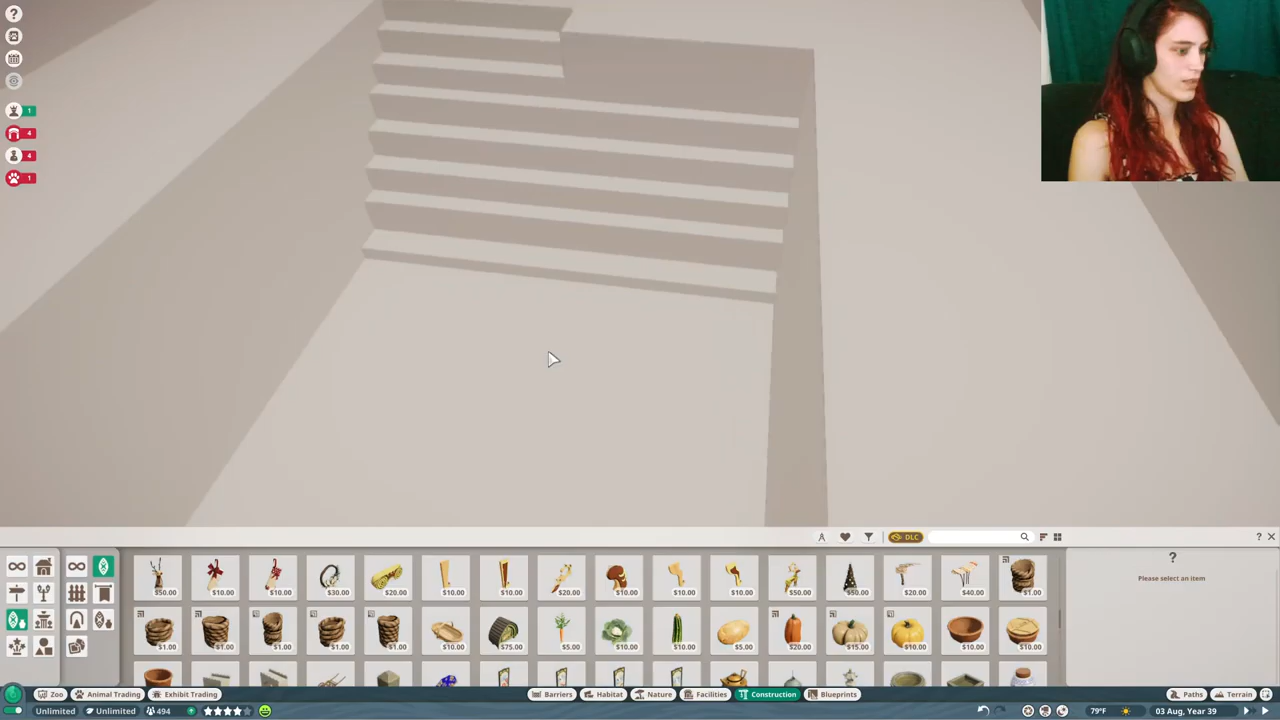 ?
1
4
4
1
DLC
? ×
$50.00 $10.00 $10.00 $30.00 $20.00 $10.00 $10.00 $20.00 $10.00 $10.00 $10.00 $50.00 $50.00 $20.00 $40.00 $1.00
?
Please select an item
$1.00 $1.00 $1.00 $1.00 $1.00 $10.00 $75.00 $5.00 $10.00 $10.00 $5.00 $20.00 $15.00 $10.00 $10.00 $10.00
Zoo Animal Trading Exhibit Trading Barriers Habitat Nature Facilities Construction Blueprints Paths Terrain
Unlimited Unlimited 494 79°F 03 Aug, Year 39